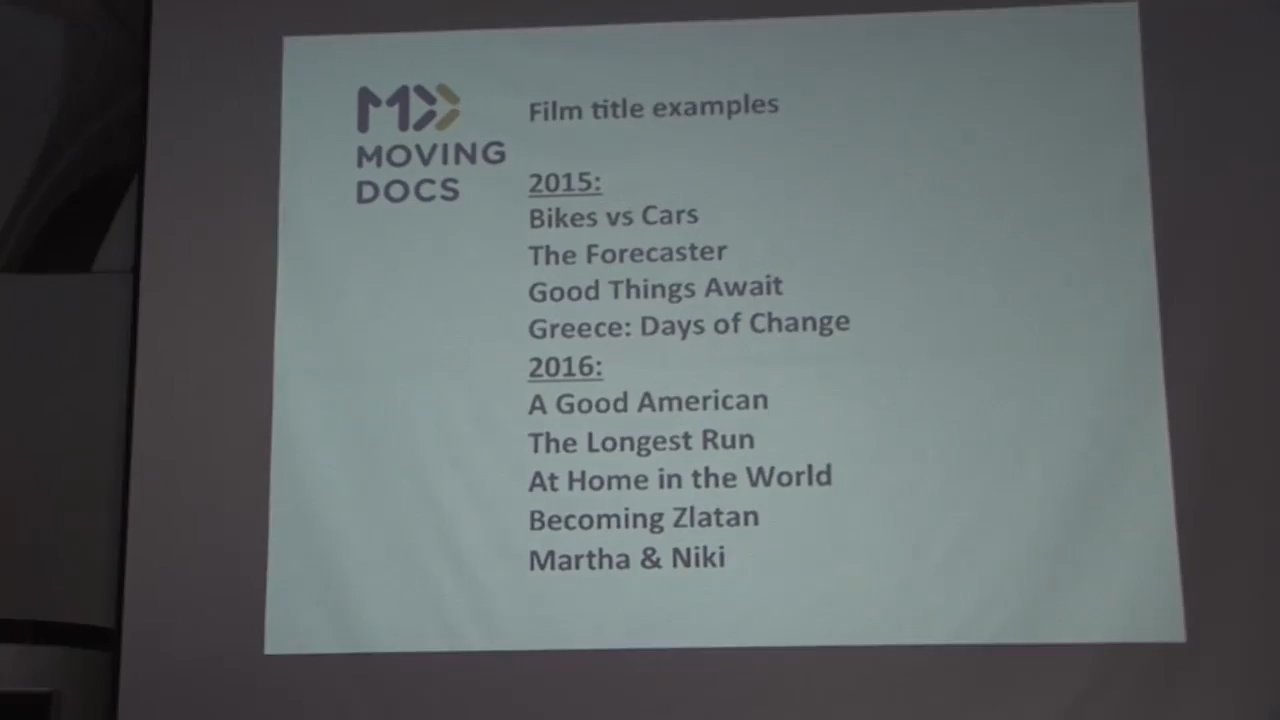 MOVING
DOCS
Film title examples
2015:
Bikes vs Cars
The Forecaster
Good Things Await
Greece: Days of Change
2016:
A Good American
The Longest Run
At Home in the World
Becoming Zlatan
Martha & Niki